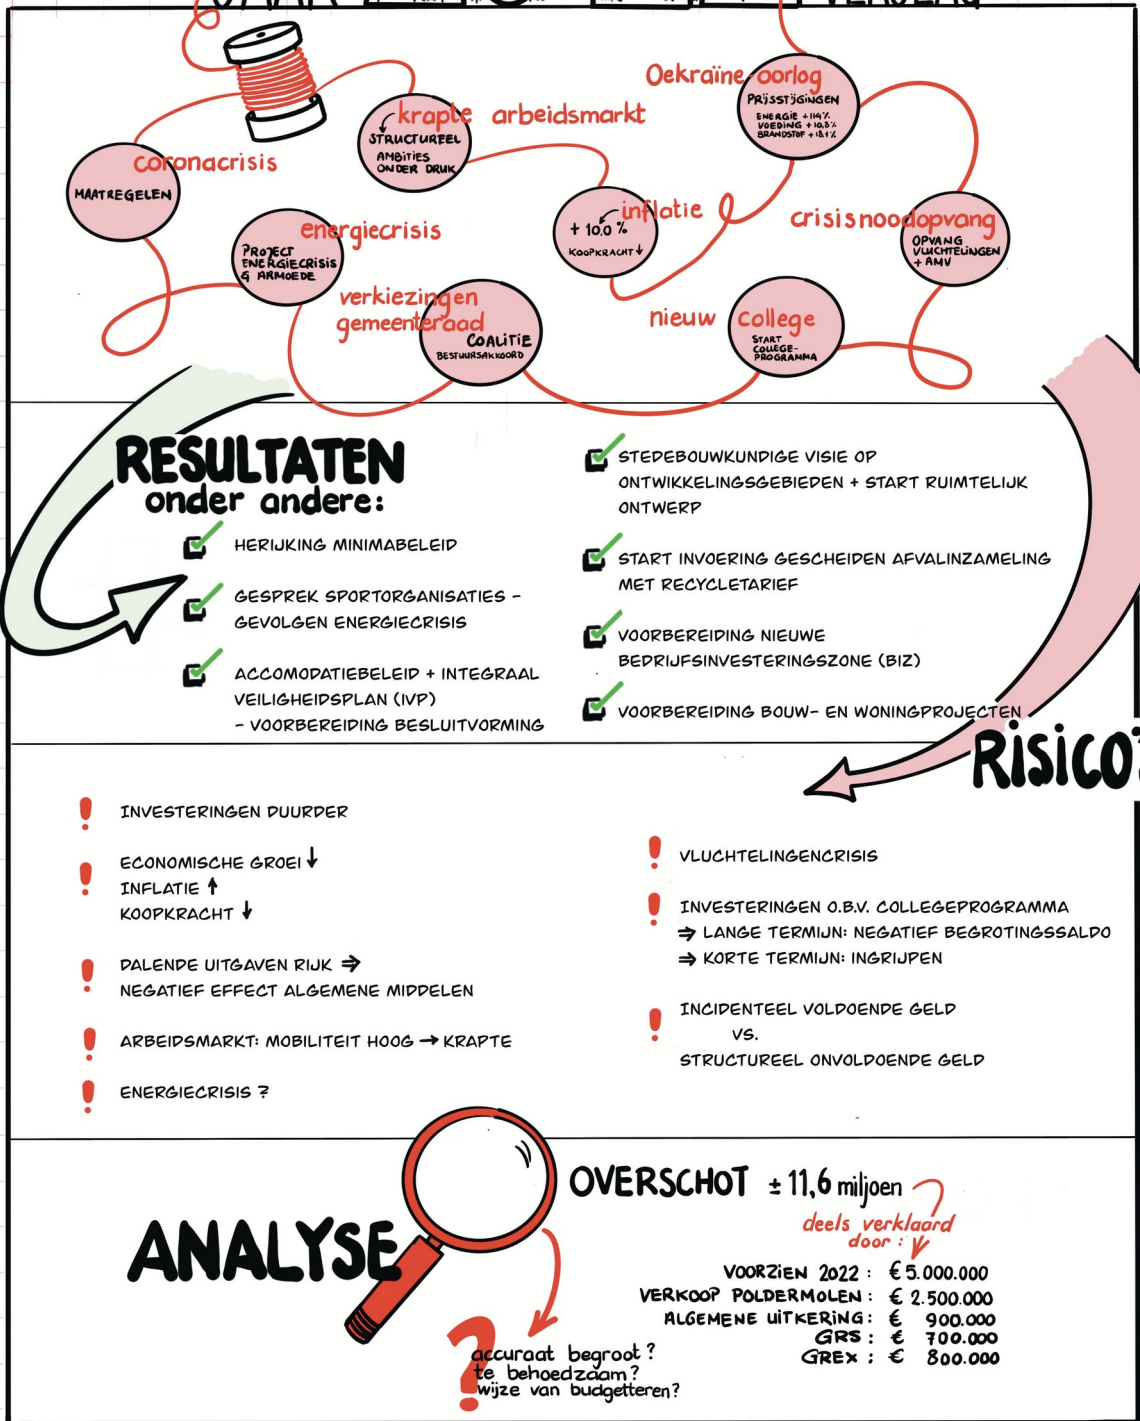 VERSLAG
coronacrisis
MAATREGELEN
krapte arbeidsmarkt
STRUCTUREEL
AMBITIES
ONDER DRUK
Oekraïne-oorlog
PRIJSSTIJGINGEN
ENERGIE +114%
VOEDING +10,8%
BRANDSTOF +18,1%
energiecrisis
PROJECT
ENERGIECRISIS
& ARMOEDE
inflatie
+ 10,0 %
KOOPKRACHT ↓
crisisnoodopvang
OPVANG
VLUCHTELINGEN
+ AMV
verkiezingen
gemeenteraad
COALITIE
BESTUURSAKKOORD
nieuw college
START
COLLEGE-
PROGRAMMA
RESULTATEN
onder andere:
HERIJKING MINIMABELEID
GESPREK SPORTORGANISATIES -
GEVOLGEN ENERGIECRISIS
ACCOMODATIEBELEID + INTEGRAAL
VEILIGHEIDSPLAN (IVP)
- VOORBEREIDING BESLUITVORMING
STEDEBOUWKUNDIGE VISIE OP
ONTWIKKELINGSGEBIEDEN + START RUIMTELIJK
ONTWERP
START INVOERING GESCHEIDEN AFVALINZAMELING
MET RECYCLETARIEF
VOORBEREIDING NIEUWE
BEDRIJFSINVESTERINGSZONE (BIZ)
VOORBEREIDING BOUW- EN WONINGPROJECTEN
RISICO?
! INVESTERINGEN DUURDER
! ECONOMISCHE GROEI ↓
INFLATIE ↑
KOOPKRACHT ↓
! DALENDE UITGAVEN RIJK ⇒
NEGATIEF EFFECT ALGEMENE MIDDELEN
! ARBEIDSMARKT: MOBILITEIT HOOG → KRAPTE
! ENERGIECRISIS ?
! VLUCHTELINGENCRISIS
! INVESTERINGEN O.B.V. COLLEGEPROGRAMMA
⇒ LANGE TERMIJN: NEGATIEF BEGROTINGSSALDO
⇒ KORTE TERMIJN: INGRIJPEN
! INCIDENTEEL VOLDOENDE GELD
VS.
STRUCTUREEL ONVOLDOENDE GELD
ANALYSE
OVERSCHOT ± 11,6 miljoen
deels verklaard
door :
VOORZIEN 2022 : € 5.000.000
VERKOOP POLDERMOLEN : € 2.500.000
ALGEMENE UITKERING : € 900.000
GRS : € 700.000
GREX : € 800.000
?
accuraat begroot ?
te behoedzaam ?
wijze van budgetteren?